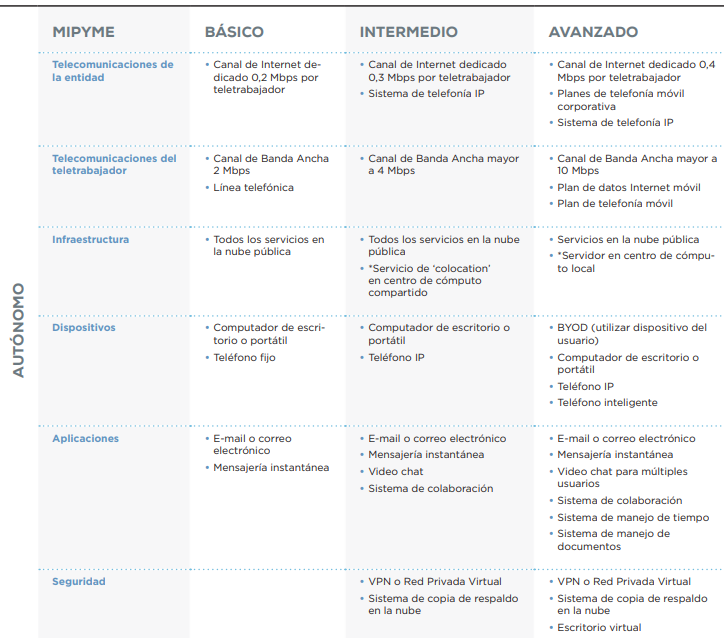 MIPYME
BÁSICO
INTERMEDIO
AVANZADO
AUTÓNOMO
Telecomunicaciones de
la entidad
• Canal de Internet de-
dicado 0,2 Mbps por
teletrabajador
• Canal de Internet dedicado
0,3 Mbps por teletrabajador
• Sistema de telefonía IP
• Canal de Internet dedicado 0,4
Mbps por teletrabajador
• Planes de telefonía móvil
corporativa
• Sistema de telefonía IP
Telecomunicaciones del
teletrabajador
• Canal de Banda Ancha
2 Mbps
• Línea telefónica
• Canal de Banda Ancha mayor
a 4 Mbps
• Canal de Banda Ancha mayor a
10 Mbps
• Plan de datos Internet móvil
• Plan de telefonía móvil
Infraestructura
• Todos los servicios en
la nube pública
• Todos los servicios en la nube
pública
• *Servicio de ‘colocation’
en centro de cómputo
compartido
• Servicios en la nube pública
• *Servidor en centro de cómpu-
to local
Dispositivos
• Computador de escri-
torio o portátil
• Teléfono fijo
• Computador de escritorio o
portátil
• Teléfono IP
• BYOD (utilizar dispositivo del
usuario)
• Computador de escritorio o
portátil
• Teléfono IP
• Teléfono inteligente
Aplicaciones
• E-mail o correo
electrónico
• Mensajería instantánea
• E-mail o correo electrónico
• Mensajería instantánea
• Video chat
• Sistema de colaboración
• E-mail o correo electrónico
• Mensajería instantánea
• Video chat para múltiples
usuarios
• Sistema de colaboración
• Sistema de manejo de tiempo
• Sistema de manejo de
documentos
Seguridad
• VPN o Red Privada Virtual
• Sistema de copia de respaldo
en la nube
• VPN o Red Privada Virtual
• Sistema de copia de respaldo
en la nube
• Escritorio virtual